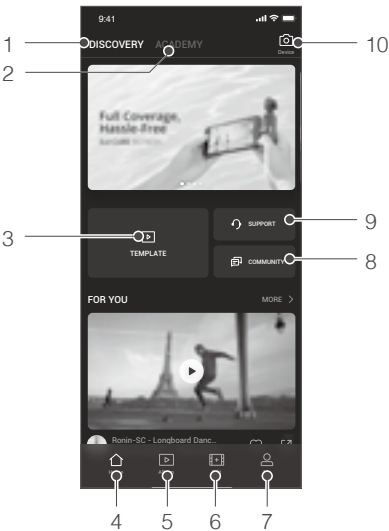 9:41
1 DISCOVERY ACADEMY 10
Device
2
Full Coverage,
Hassle-Free
3 TEMPLATE
SUPPORT 9
COMMUNITY 8
FOR YOU MORE >
Ronin-SC - Longboard Danc..
4 5 6 7